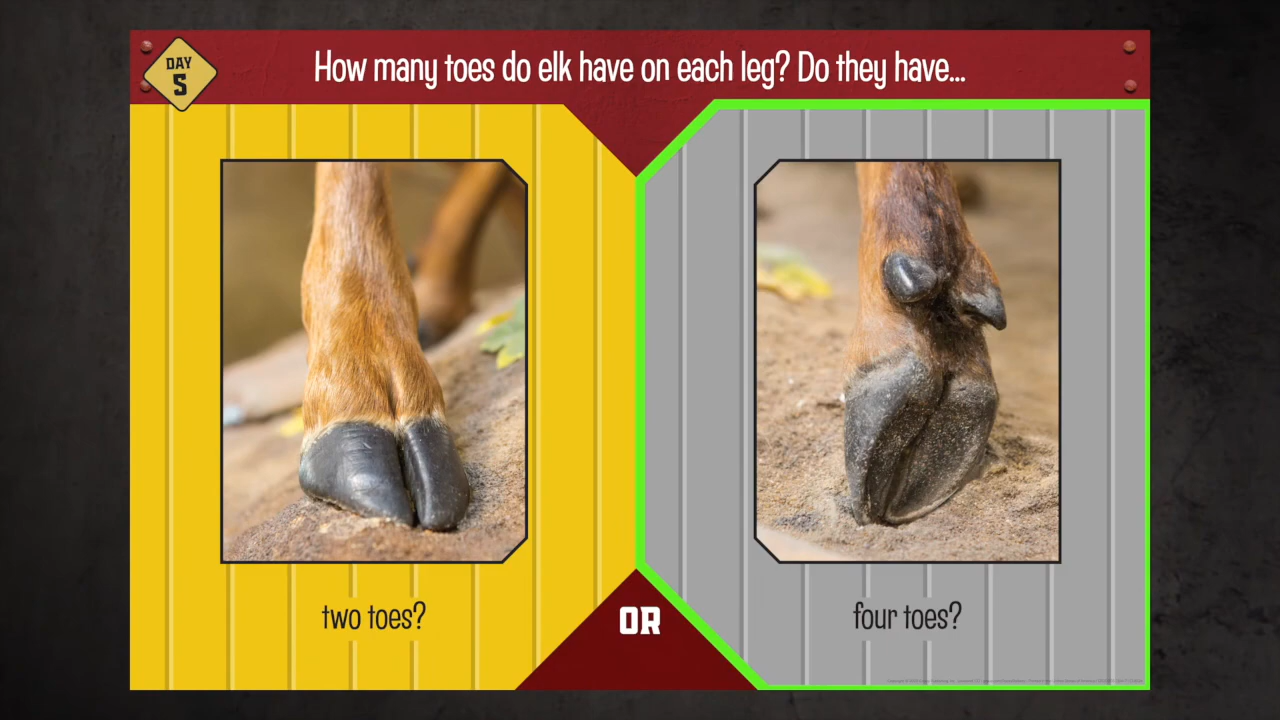 DAY
5
How many toes do elk have on each leg? Do they have...
two toes?
OR
four toes?